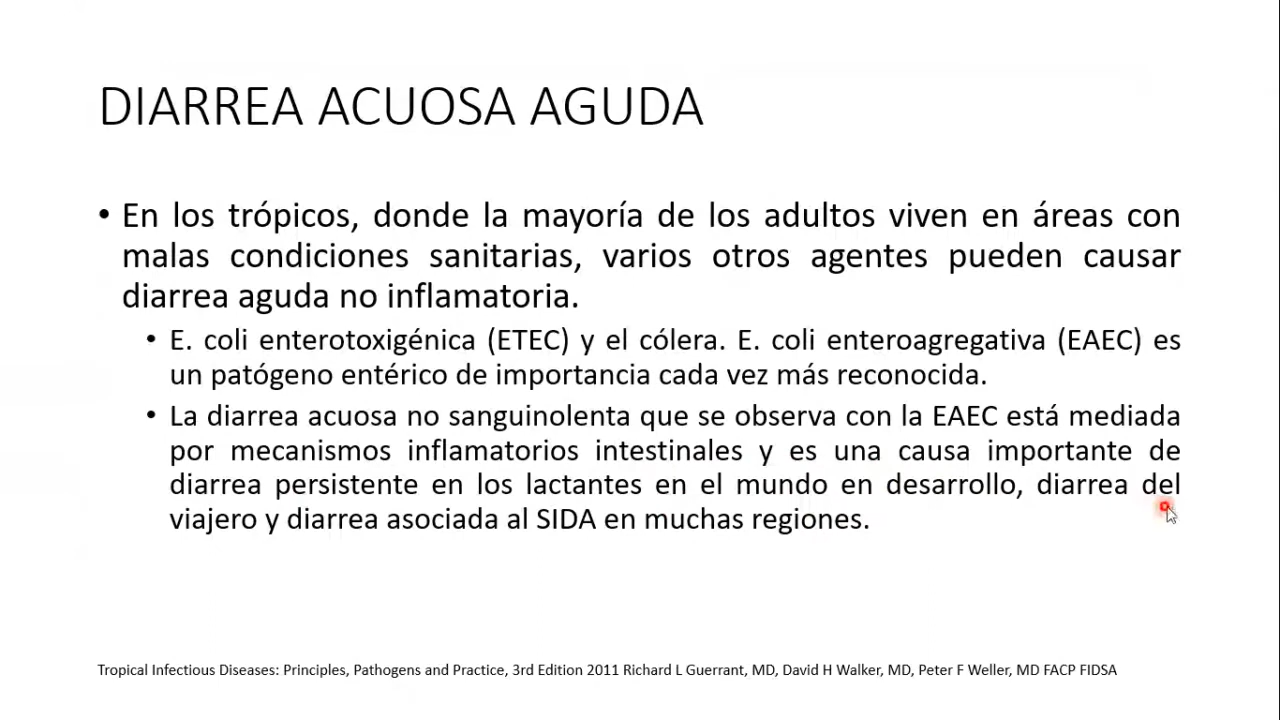 DIARREA ACUOSA AGUDA
• En los trópicos, donde la mayoría de los adultos viven en áreas con
malas condiciones sanitarias, varios otros agentes pueden causar
diarrea aguda no inflamatoria.
• E. coli enterotoxigénica (ETEC) y el cólera. E. coli enteroagregativa (EAEC) es
un patógeno entérico de importancia cada vez más reconocida.
• La diarrea acuosa no sanguinolenta que se observa con la EAEC está mediada
por mecanismos inflamatorios intestinales y es una causa importante de
diarrea persistente en los lactantes en el mundo en desarrollo, diarrea del
viajero y diarrea asociada al SIDA en muchas regiones.
Tropical Infectious Diseases: Principles, Pathogens and Practice, 3rd Edition 2011 Richard L Guerrant, MD, David H Walker, MD, Peter F Weller, MD FACP FIDSA